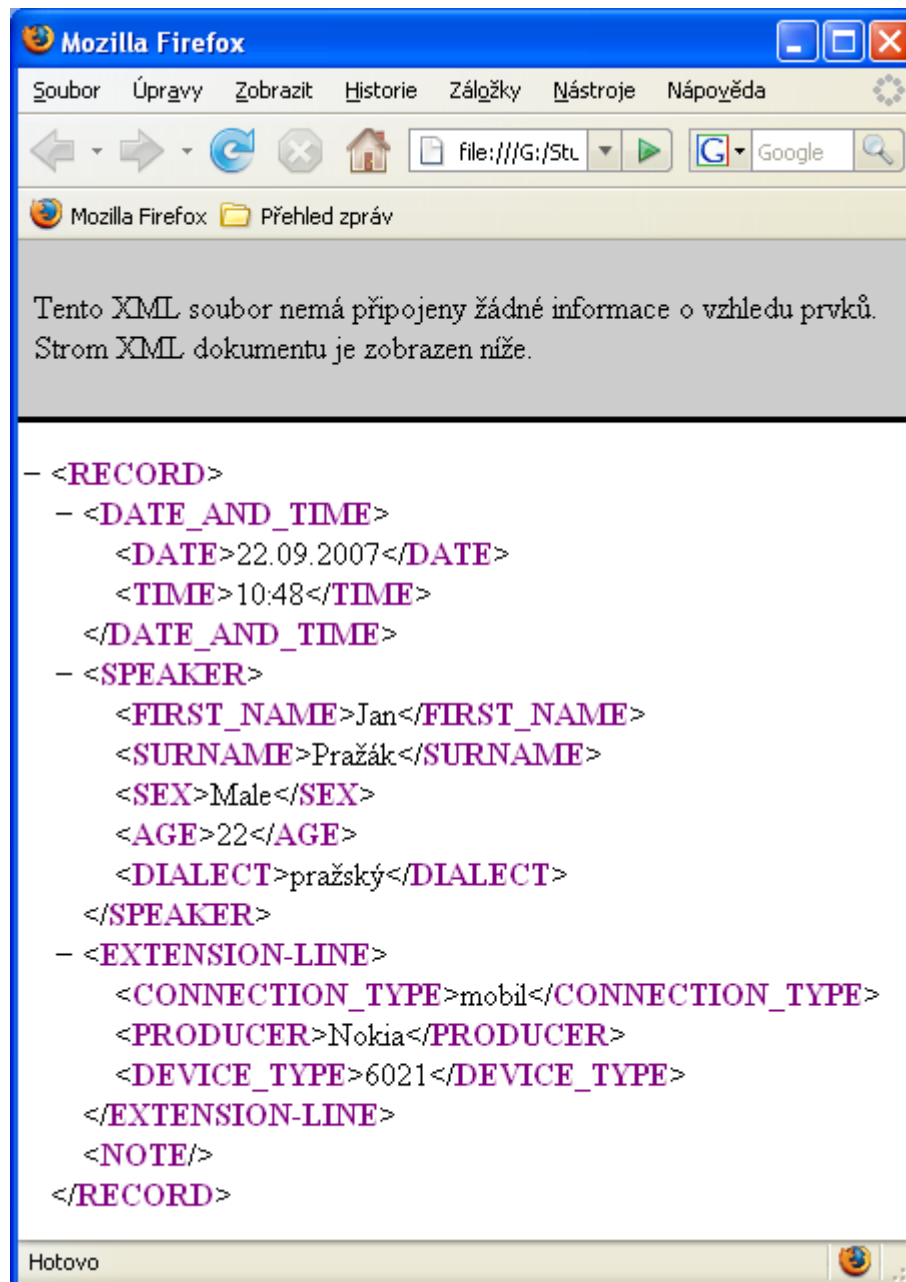 Mozilla Firefox
Soubor Úpravy Zobrazit Historie Záložky Nástroje Nápověda
file:///G:/Stu G Google
Mozilla Firefox Přehled zpráv
Tento XML soubor nemá připojeny žádné informace o vzhledu prvků.
Strom XML dokumentu je zobrazen níže.
− <RECORD>
− <DATE_AND_TIME>
<DATE>22.09.2007</DATE>
<TIME>10:48</TIME>
</DATE_AND_TIME>
− <SPEAKER>
<FIRST_NAME>Jan</FIRST_NAME>
<SURNAME>Pražák</SURNAME>
<SEX>Male</SEX>
<AGE>22</AGE>
<DIALECT>pražský</DIALECT>
</SPEAKER>
− <EXTENSION-LINE>
<CONNECTION_TYPE>mobil</CONNECTION_TYPE>
<PRODUCER>Nokia</PRODUCER>
<DEVICE_TYPE>6021</DEVICE_TYPE>
</EXTENSION-LINE>
<NOTE/>
</RECORD>
Hotovo